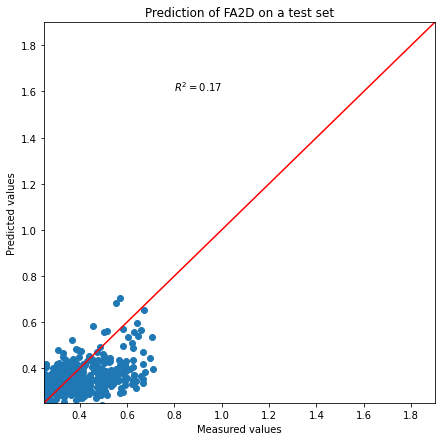 Prediction of FA2D on a test set
R² = 0.17
Predicted values
1.8
1.6
1.4
1.2
1.0
0.8
0.6
0.4
0.4 0.6 0.8 1.0 1.2 1.4 1.6 1.8
Measured values